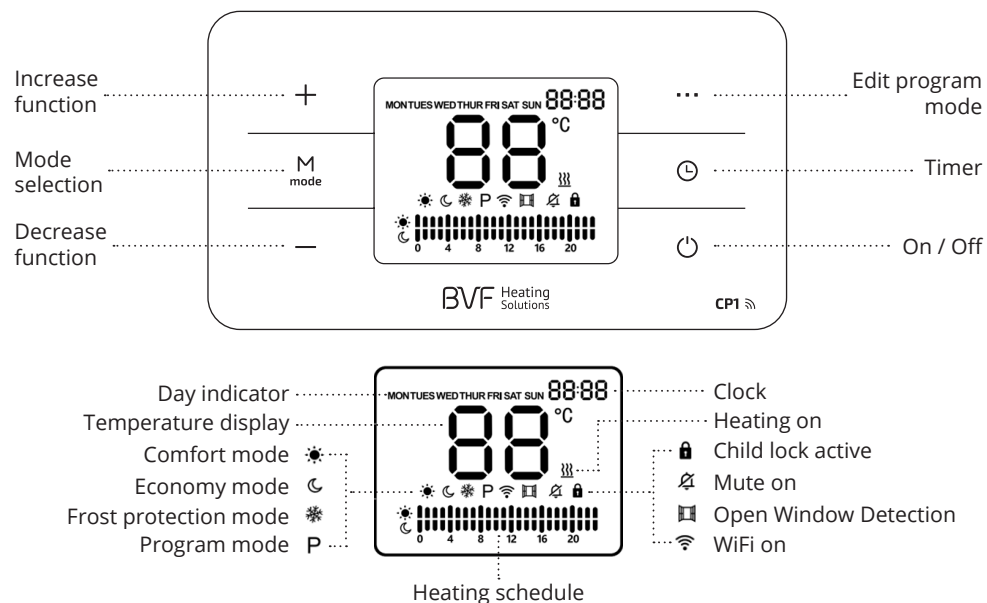 Increase
function
Mode
selection
Decrease
function
+
M
mode
−
MON TUES WED THUR FRI SAT SUN 88:88
88 °C
P
0 4 8 12 16 20
...
Edit program
mode
Timer
On / Off
BVF Heating
Solutions
CP1
Day indicator
Temperature display
Comfort mode
Economy mode
Frost protection mode
Program mode P
MON TUES WED THUR FRI SAT SUN 88:88
88 °C
P
0 4 8 12 16 20
Clock
Heating on
Child lock active
Mute on
Open Window Detection
WiFi on
Heating schedule